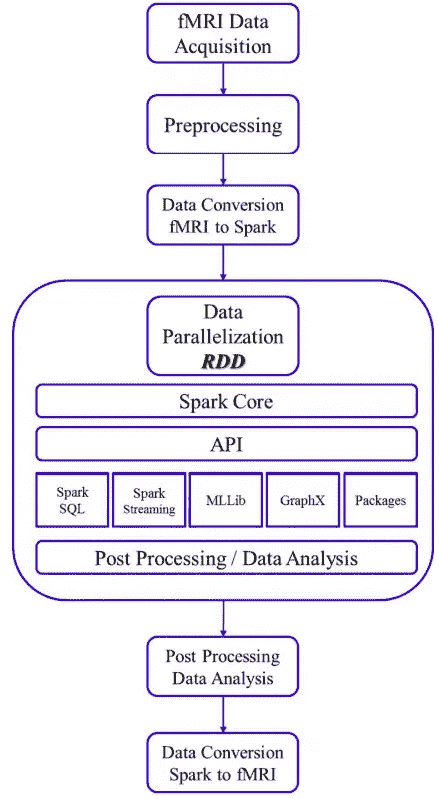 fMRI Data
Acquisition
Preprocessing
Data Conversion
fMRI to Spark
Data
Parallelization
RDD
Spark Core
API
Spark
SQL
Spark
Streaming
MLLib
GraphX
Packages
Post Processing / Data Analysis
Post Processing
Data Analysis
Data Conversion
Spark to fMRI